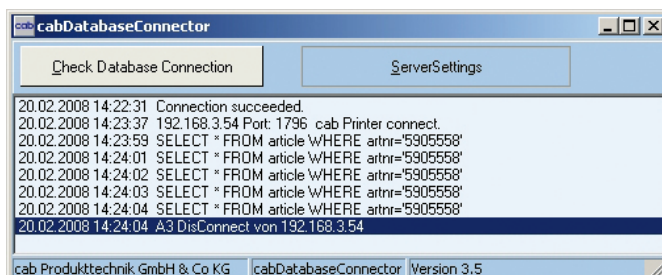 cab cabDatabaseConnector
Check Database Connection
ServerSettings
20.02.2008 14:22:31 Connection succeeded.
20.02.2008 14:23:37 192.168.3.54 Port: 1796 cab Printer connect.
20.02.2008 14:23:59 SELECT * FROM article WHERE artnr='5905558'
20.02.2008 14:24:01 SELECT * FROM article WHERE artnr='5905558'
20.02.2008 14:24:02 SELECT * FROM article WHERE artnr='5905558'
20.02.2008 14:24:03 SELECT * FROM article WHERE artnr='5905558'
20.02.2008 14:24:04 SELECT * FROM article WHERE artnr='5905558'
20.02.2008 14:24:04 A3 DisConnect von 192.168.3.54
cab Produkttechnik GmbH & Co KG cabDatabaseConnector Version 3.5